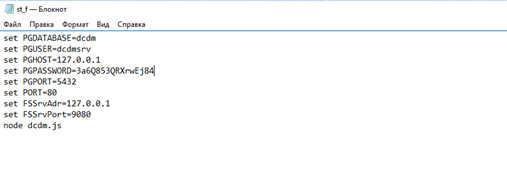 st_f — Блокнот
Файл Правка Формат Вид Справка
set PGDATABASE=dcdm
set PGUSER=dcdmsrv
set PGHOST=127.0.0.1
set PGPASSWORD=3a6Q853QRXrwEj84
set PGPORT=5432
set PORT=80
set FSSrvAdr=127.0.0.1
set FSSrvPort=9080
node dcdm.js